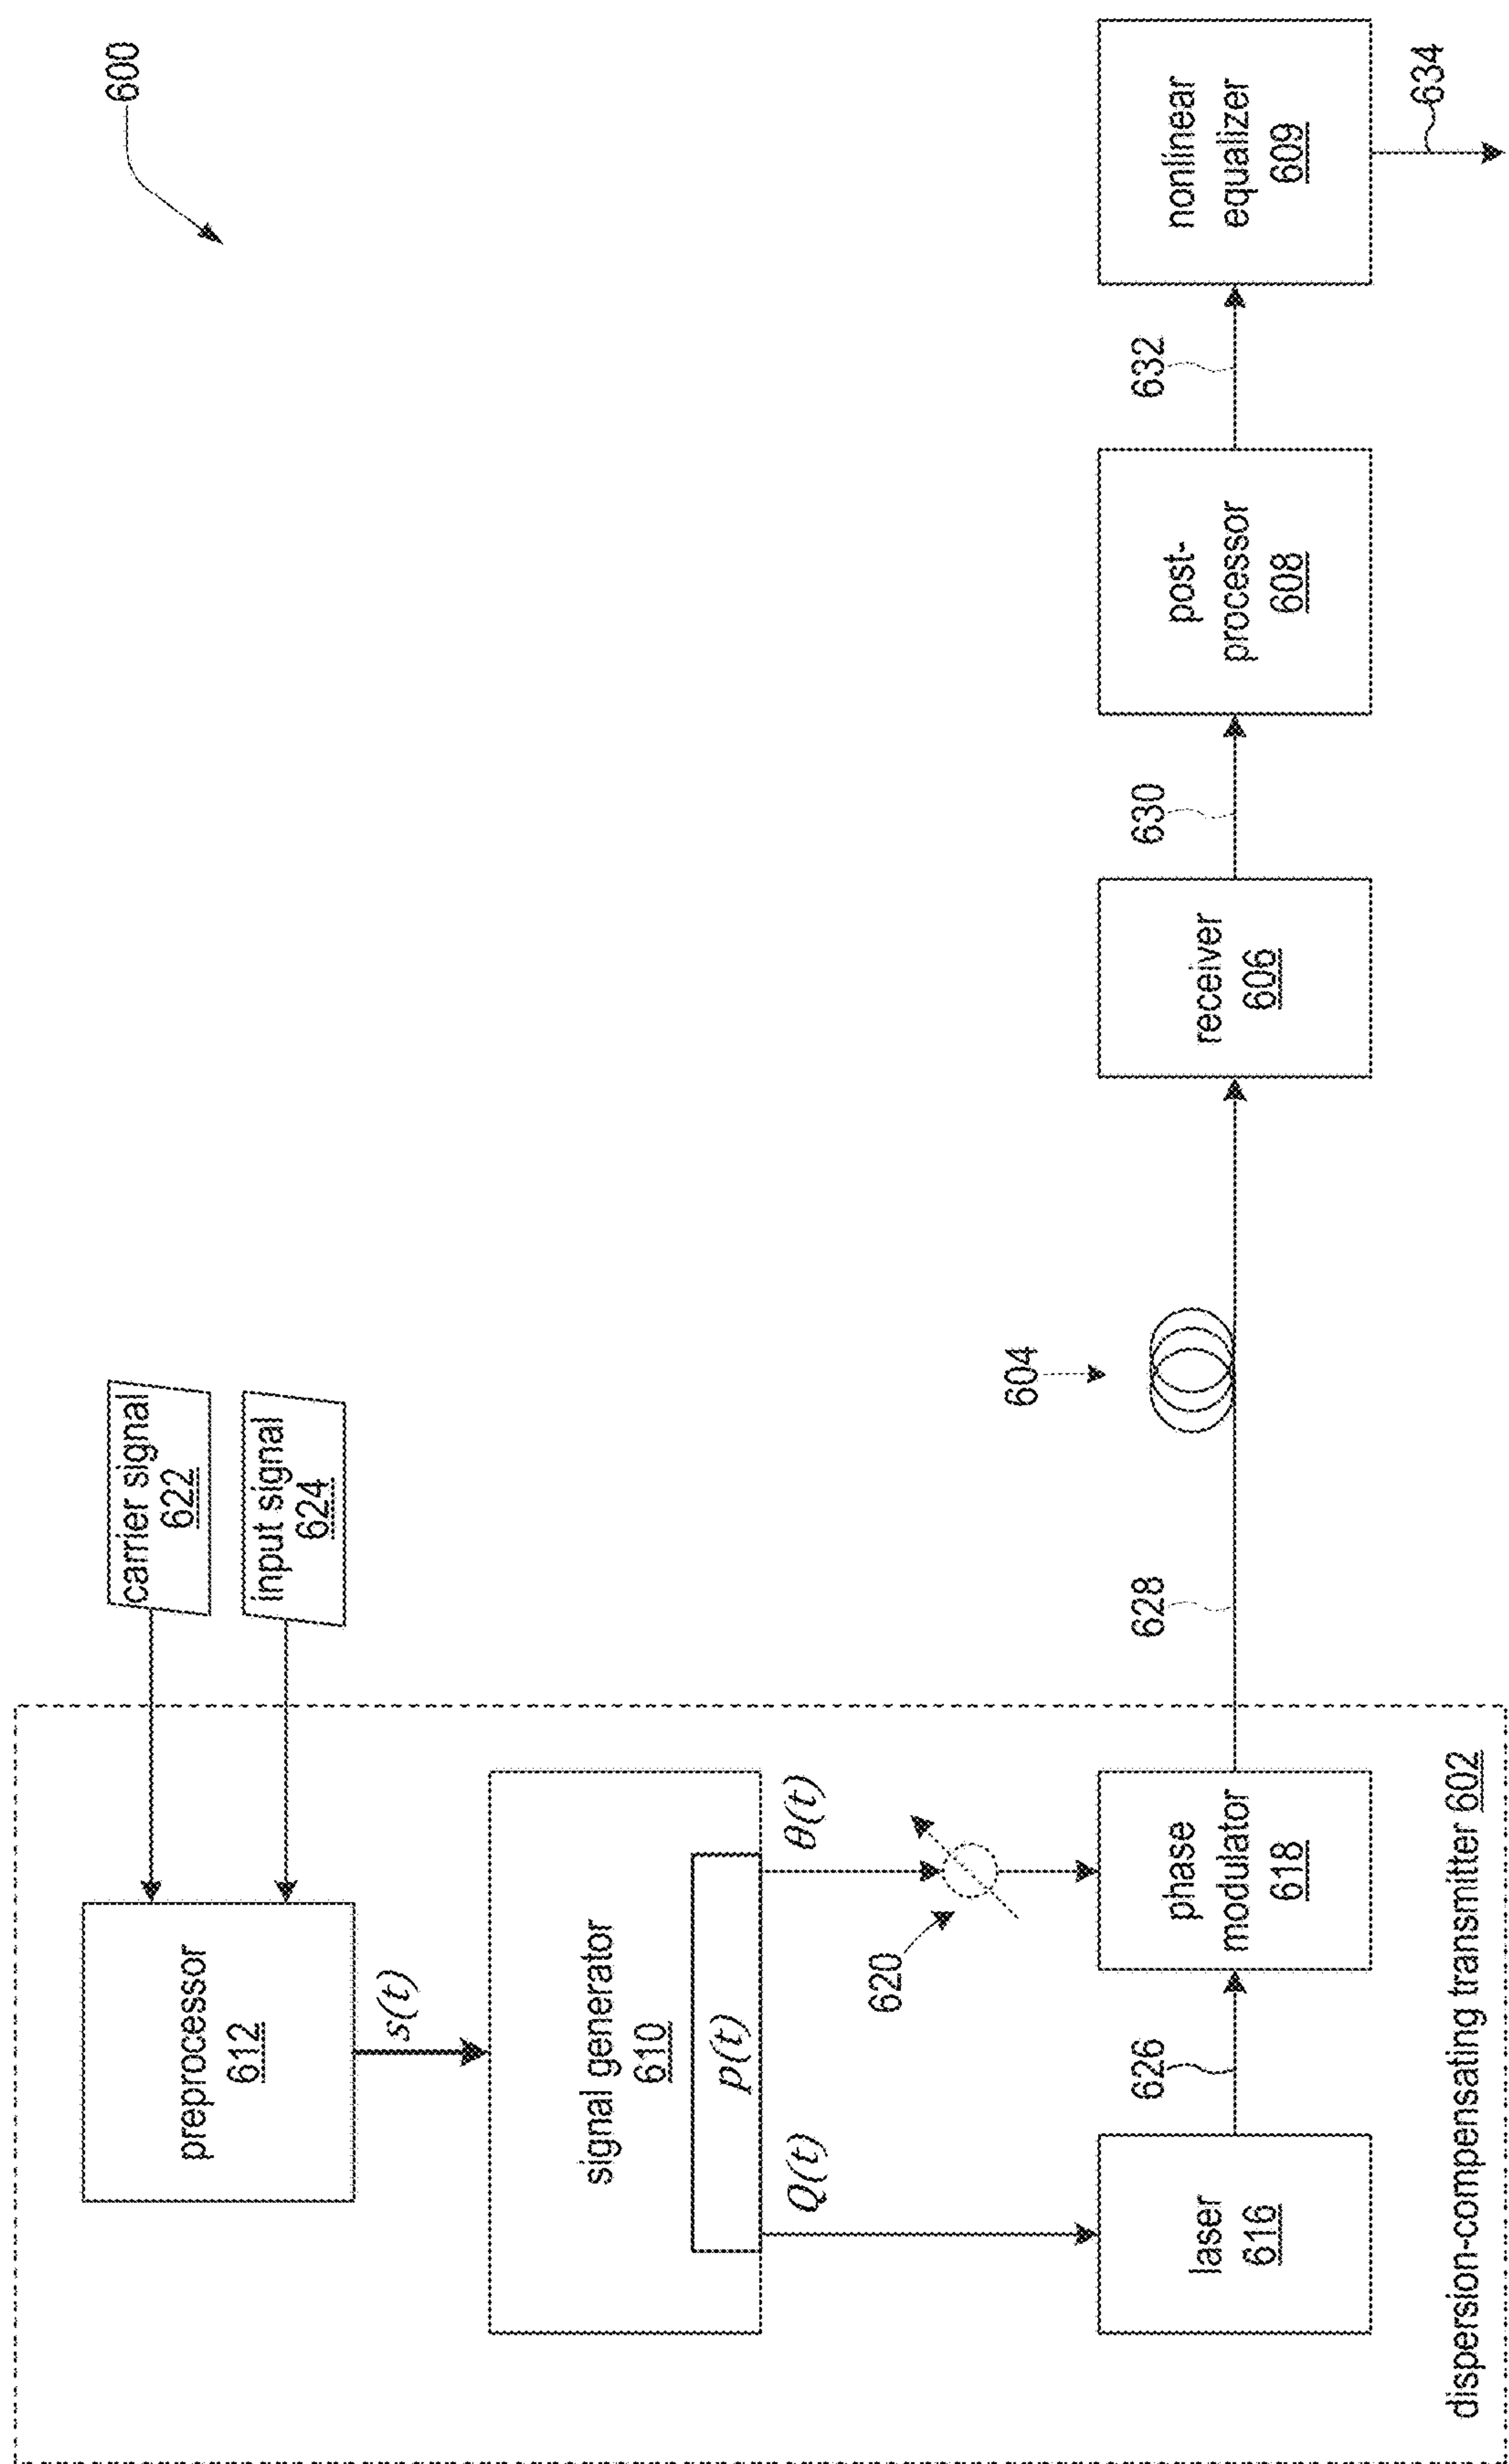 600
carrier signal
622
input signal
624
preprocessor
612
s(t)
signal generator
610
p(t)
Q(t)
θ(t)
620
laser
616
626
phase
modulator
618
628
604
receiver
606
630
post-
processor
608
632
nonlinear
equalizer
609
634
dispersion-compensating transmitter 602